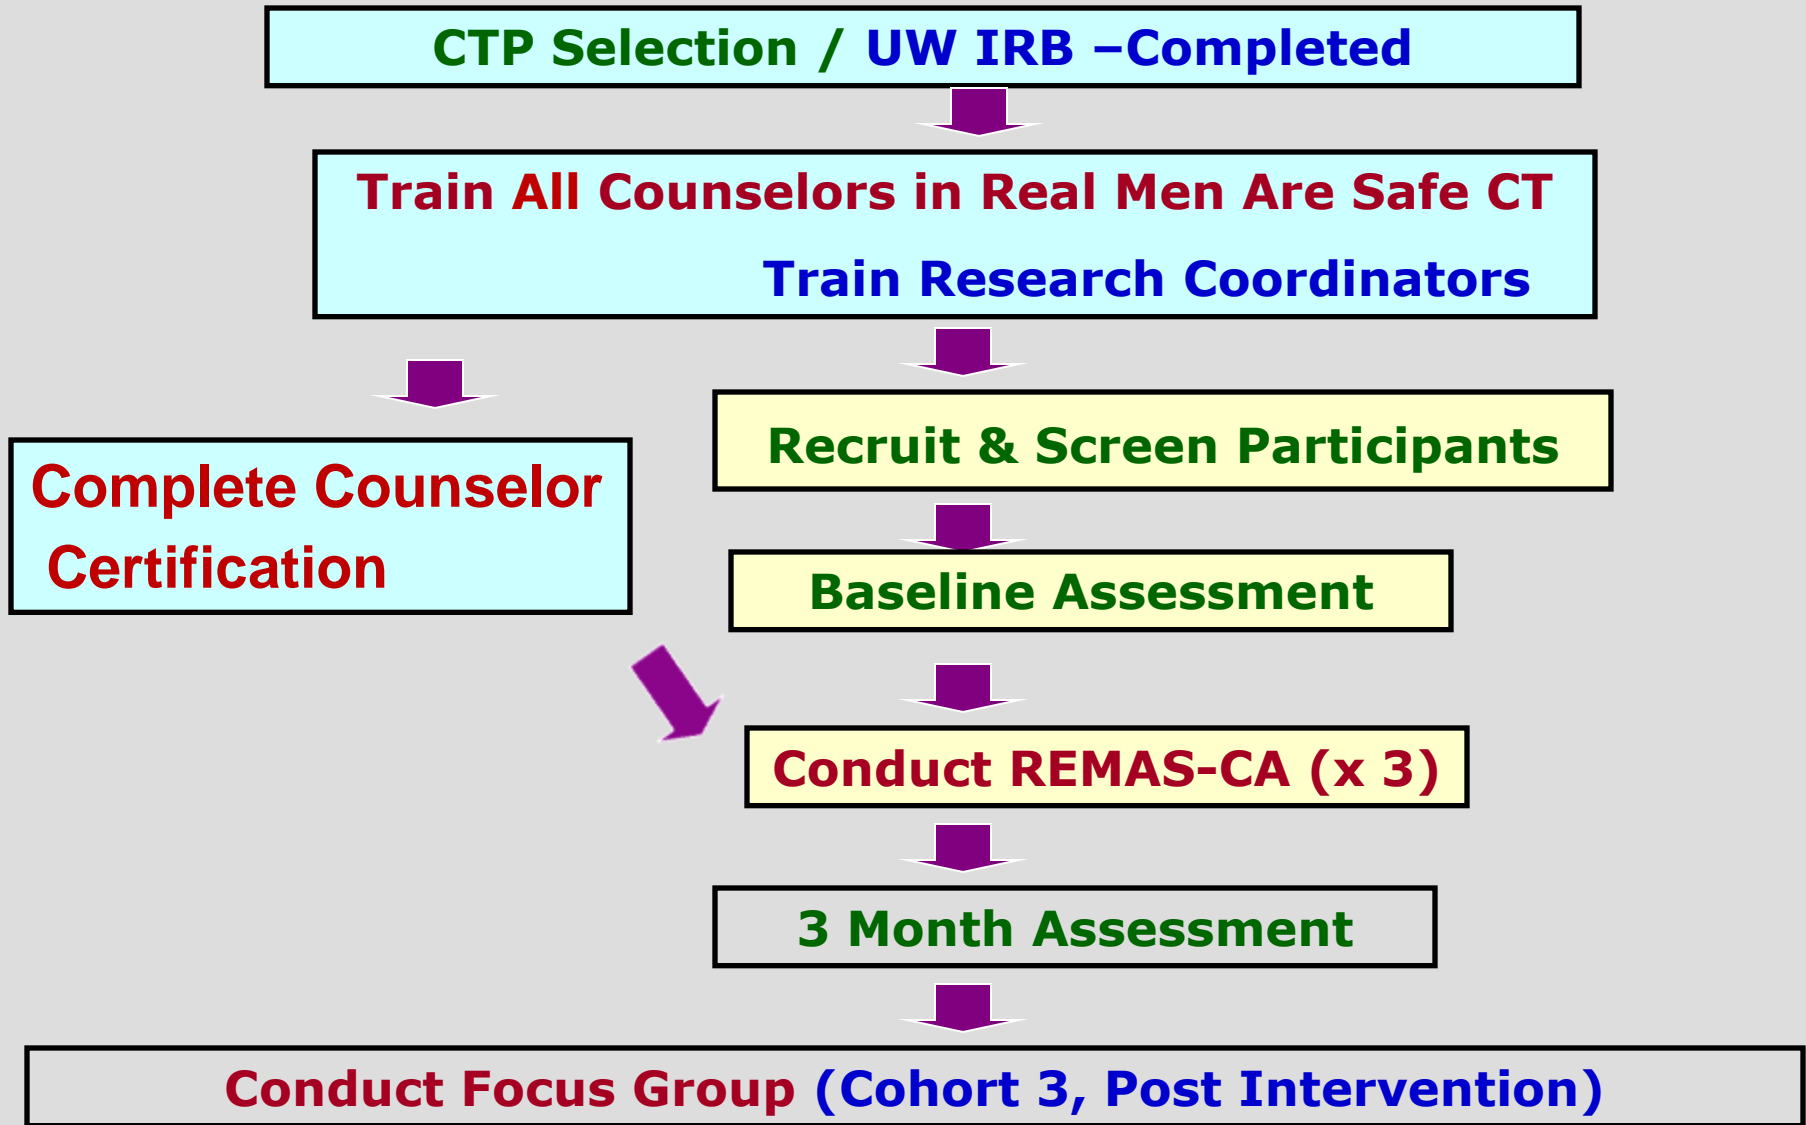 CTP Selection / UW IRB –Completed
Train All Counselors in Real Men Are Safe CT
Train Research Coordinators
Complete Counselor
Certification
Recruit & Screen Participants
Baseline Assessment
Conduct REMAS-CA (x 3)
3 Month Assessment
Conduct Focus Group (Cohort 3, Post Intervention)